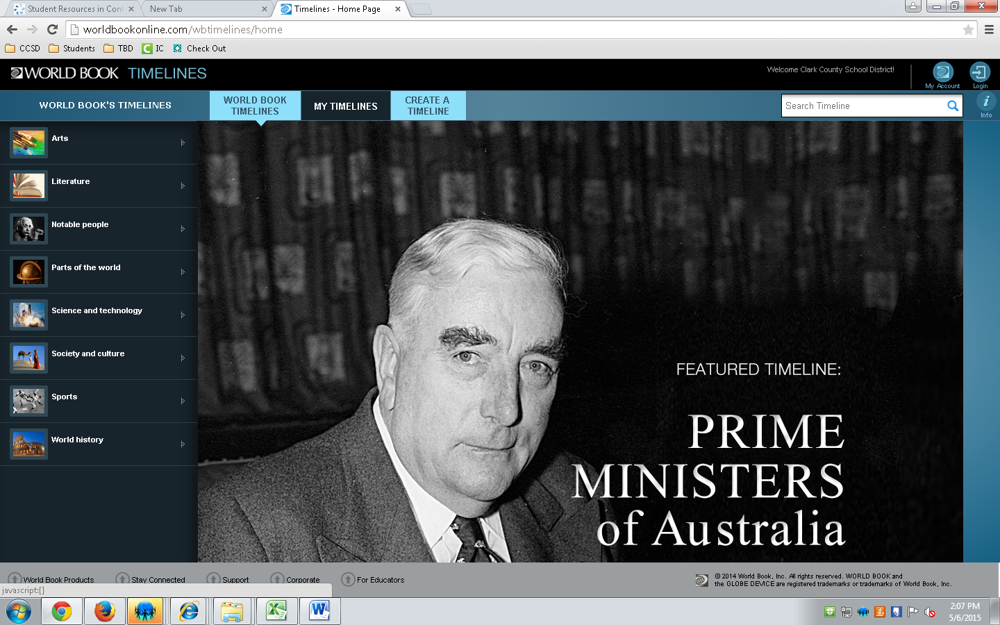 Student Resources in Cont
New Tab
Timelines - Home Page
worldbookonline.com/wbtimelines/home
CCSD
Students
TBD
IC
Check Out
WORLD BOOK TIMELINES
Welcome Clark County School District!
My Account
Login
WORLD BOOK'S TIMELINES
WORLD BOOK
TIMELINES
MY TIMELINES
CREATE A
TIMELINE
Search Timeline
Info
Arts
Literature
Notable people
Parts of the world
Science and technology
Society and culture
Sports
World history
FEATURED TIMELINE:
PRIME
MINISTERS
of Australia
World Book Products
Stay Connected
Support
Corporate
For Educators
© 2014 World Book, Inc. All rights reserved. WORLD BOOK and
the GLOBE DEVICE are registered trademarks or trademarks of World Book, Inc.
javascript:{}
2:07 PM
5/6/2015